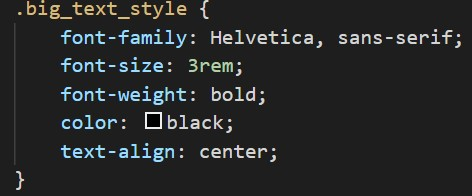 .big_text_style {
    font-family: Helvetica, sans-serif;
    font-size: 3rem;
    font-weight: bold;
    color: black;
    text-align: center;
}